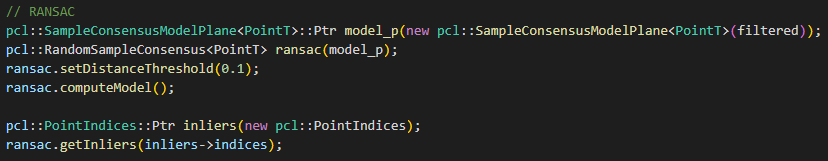 // RANSAC
pcl::SampleConsensusModelPlane<PointT>::Ptr model_p(new pcl::SampleConsensusModelPlane<PointT>(filtered));
pcl::RandomSampleConsensus<PointT> ransac(model_p);
ransac.setDistanceThreshold(0.1);
ransac.computeModel();
pcl::PointIndices::Ptr inliers(new pcl::PointIndices);
ransac.getInliers(inliers->indices);